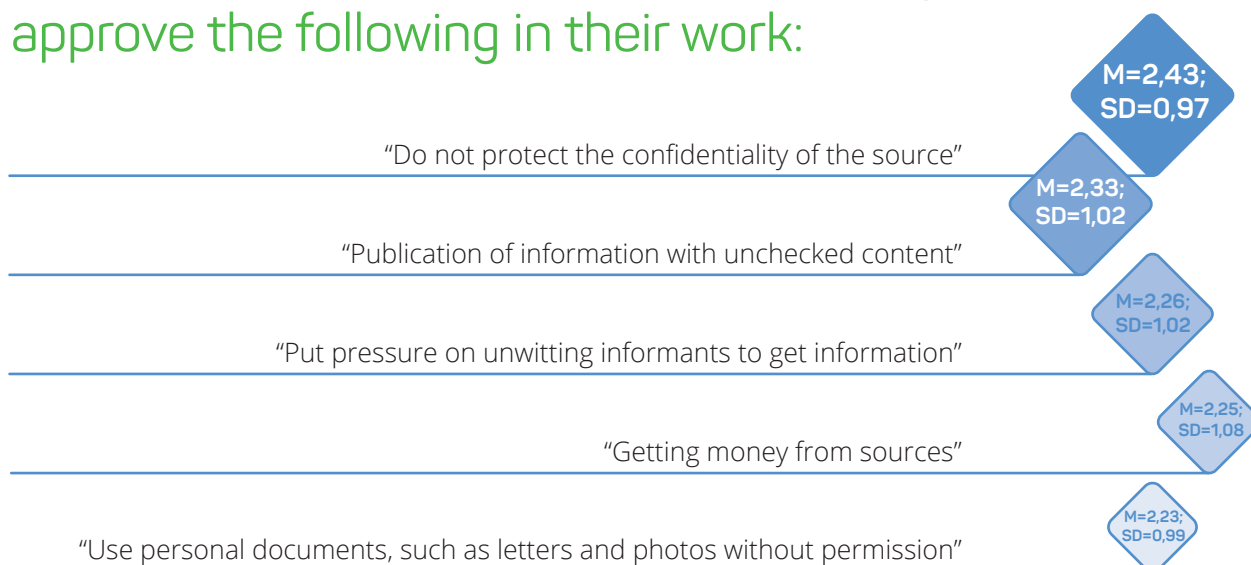 approve the following in their work:
M=2,43;
SD=0,97
“Do not protect the confidentiality of the source”
M=2,33;
SD=1,02
“Publication of information with unchecked content”
M=2,26;
SD=1,02
“Put pressure on unwitting informants to get information”
M=2,25;
SD=1,08
“Getting money from sources”
M=2,23;
SD=0,99
“Use personal documents, such as letters and photos without permission”